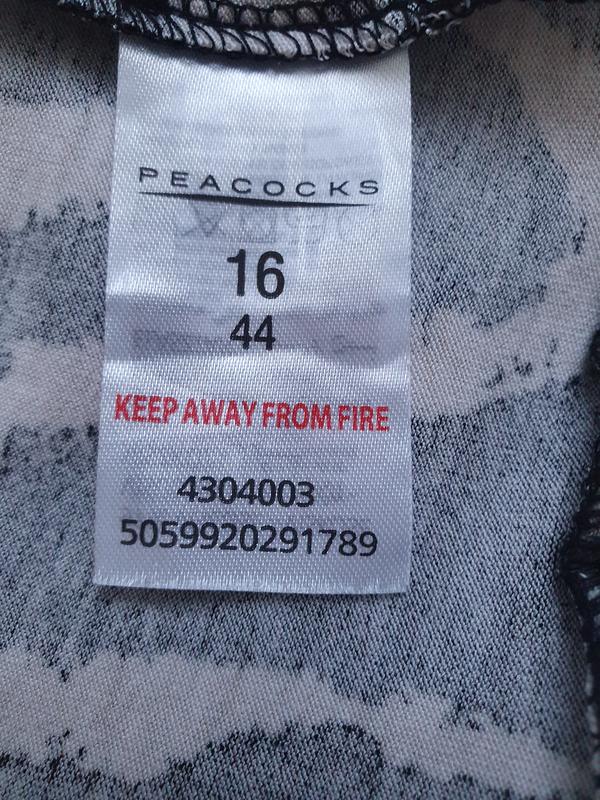 PEACOCKS
16
44
KEEP AWAY FROM FIRE
4304003
5059920291789